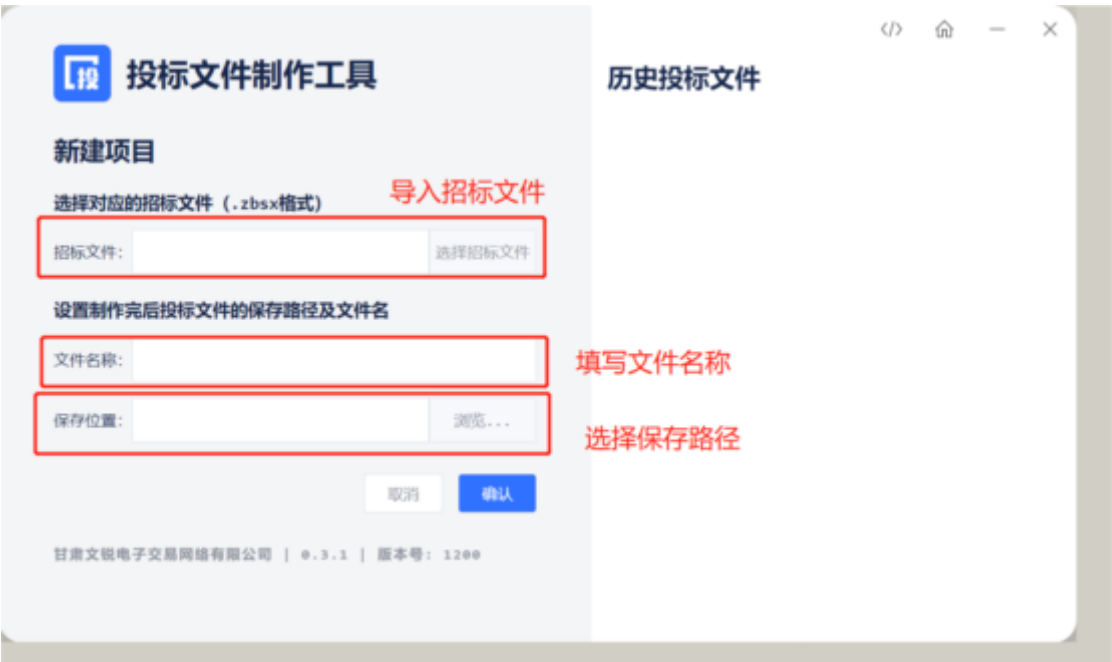 投
投标文件制作工具
历史投标文件
新建项目
选择对应的招标文件（.zbsx格式）
导入招标文件
招标文件：
选择招标文件
设置制作完后投标文件的保存路径及文件名
文件名称：
填写文件名称
保存位置：
浏览...
选择保存路径
取消
确认
甘肃文锐电子交易网络有限公司 | 0.3.1 | 版本号：1200